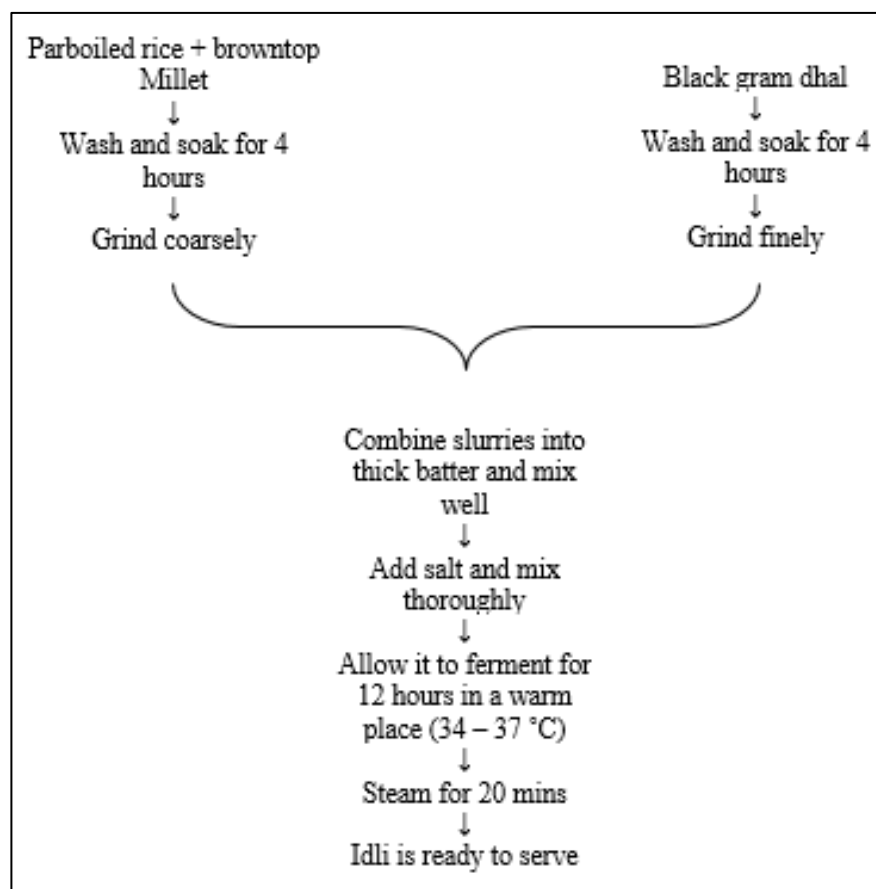 Parboiled rice + browntop
Millet
↓
Wash and soak for 4
hours
↓
Grind coarsely
Black gram dhal
↓
Wash and soak for 4
hours
↓
Grind finely
Combine slurries into
thick batter and mix
well
↓
Add salt and mix
thoroughly
↓
Allow it to ferment for
12 hours in a warm
place (34 – 37 °C)
↓
Steam for 20 mins
↓
Idli is ready to serve